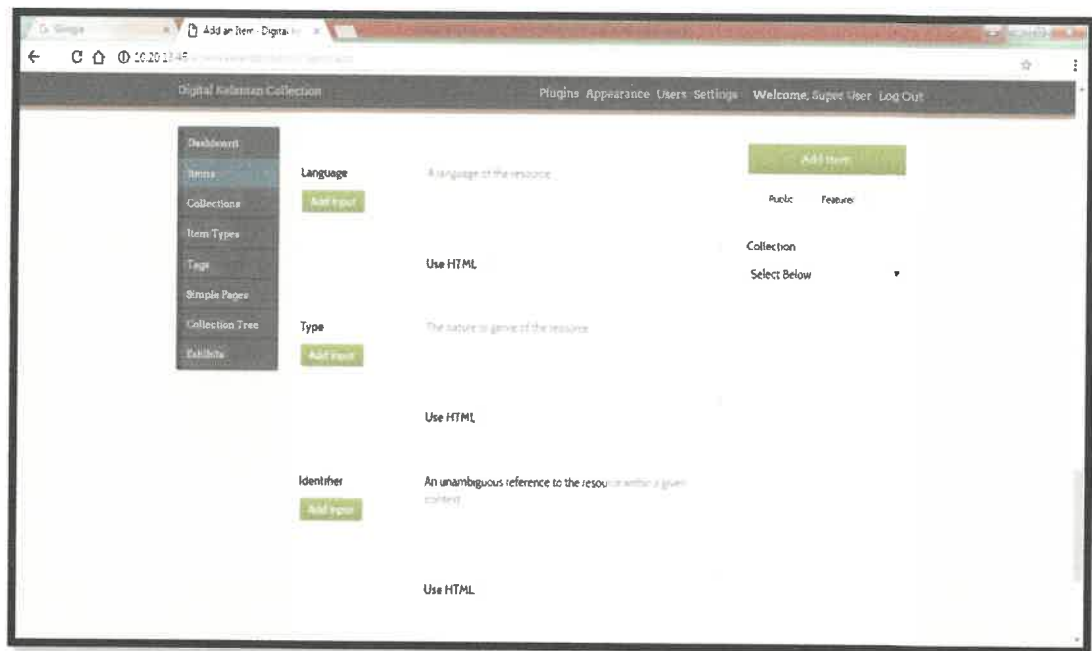 Google
Add an Item - Digital
Digital Kelantan Collection
Plugins Appearance Users Settings Welcome, Super User Log Out
Dashboard
Items
Collections
Item Types
Tags
Simple Pages
Collection Tree
Exhibits
Language
Add Input
A language of the resource
Use HTML
Type
Add Input
The nature or genre of the resource
Use HTML
Identifier
Add Input
An unambiguous reference to the resource within a given
context
Use HTML
Add Item
Public Featured
Collection
Select Below